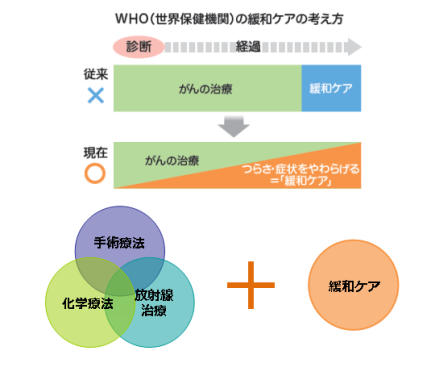 WHO(世界保健機関)の緩和ケアの考え方
診断 経過
従来
×
がんの治療 緩和ケア
現在
○
がんの治療
つらさ・症状をやわらげる
=「緩和ケア」
手術療法
化学療法
放射線
治療
+
緩和ケア